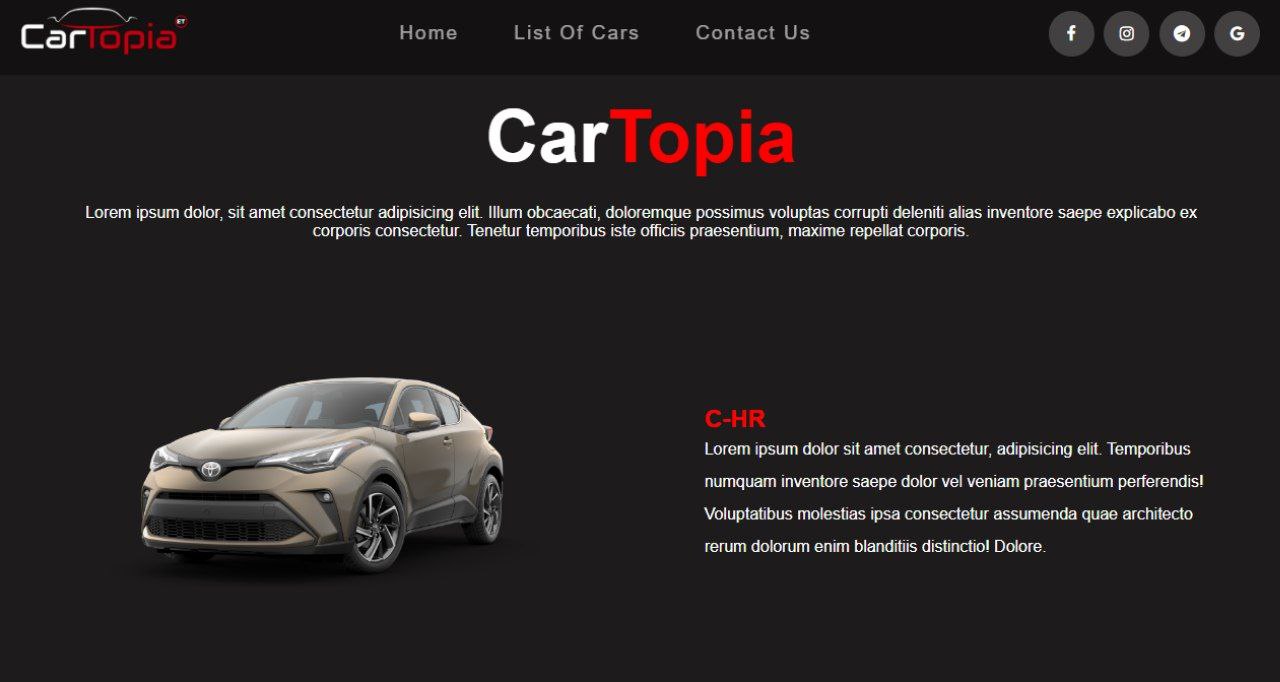 CarTopia ET
Home
List Of Cars
Contact Us
CarTopia
Lorem ipsum dolor, sit amet consectetur adipisicing elit. Illum obcaecati, doloremque possimus voluptas corrupti deleniti alias inventore saepe explicabo ex
corporis consectetur. Tenetur temporibus iste officiis praesentium, maxime repellat corporis.
C-HR
Lorem ipsum dolor sit amet consectetur, adipisicing elit. Temporibus
numquam inventore saepe dolor vel veniam praesentium perferendis!
Voluptatibus molestias ipsa consectetur assumenda quae architecto
rerum dolorum enim blanditiis distinctio! Dolore.